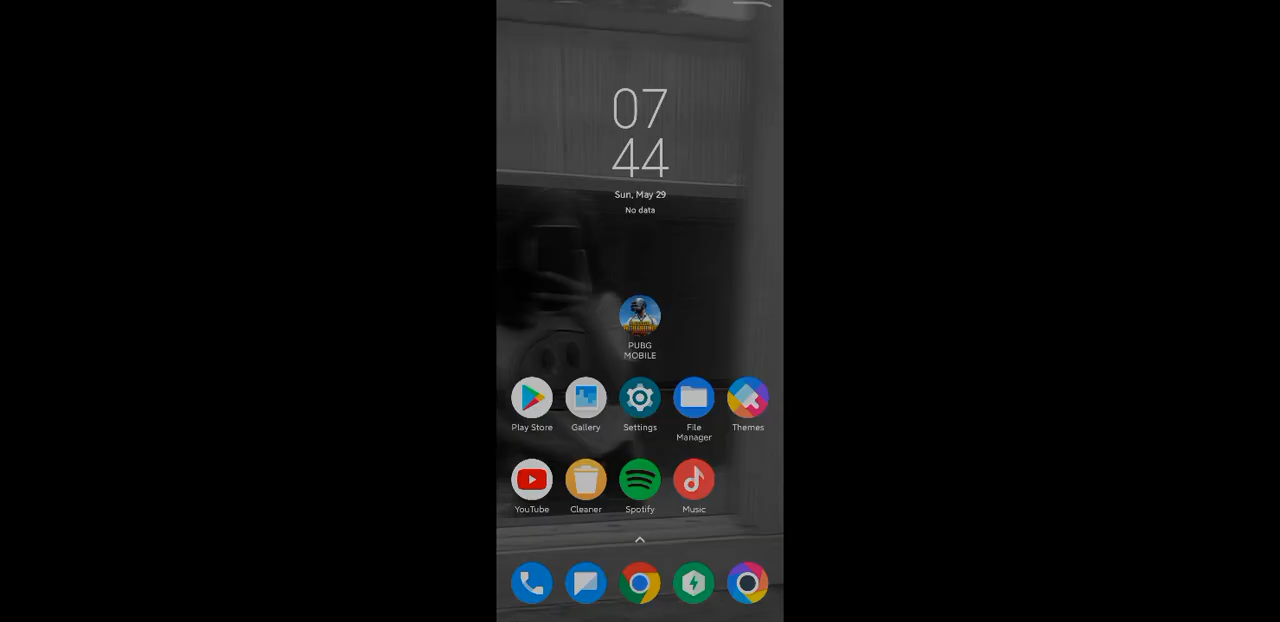 07
44
Sun, May 29
No data
PUBG
MOBILE
Play Store
Gallery
Settings
File
Manager
Themes
YouTube
Cleaner
Spotify
Music